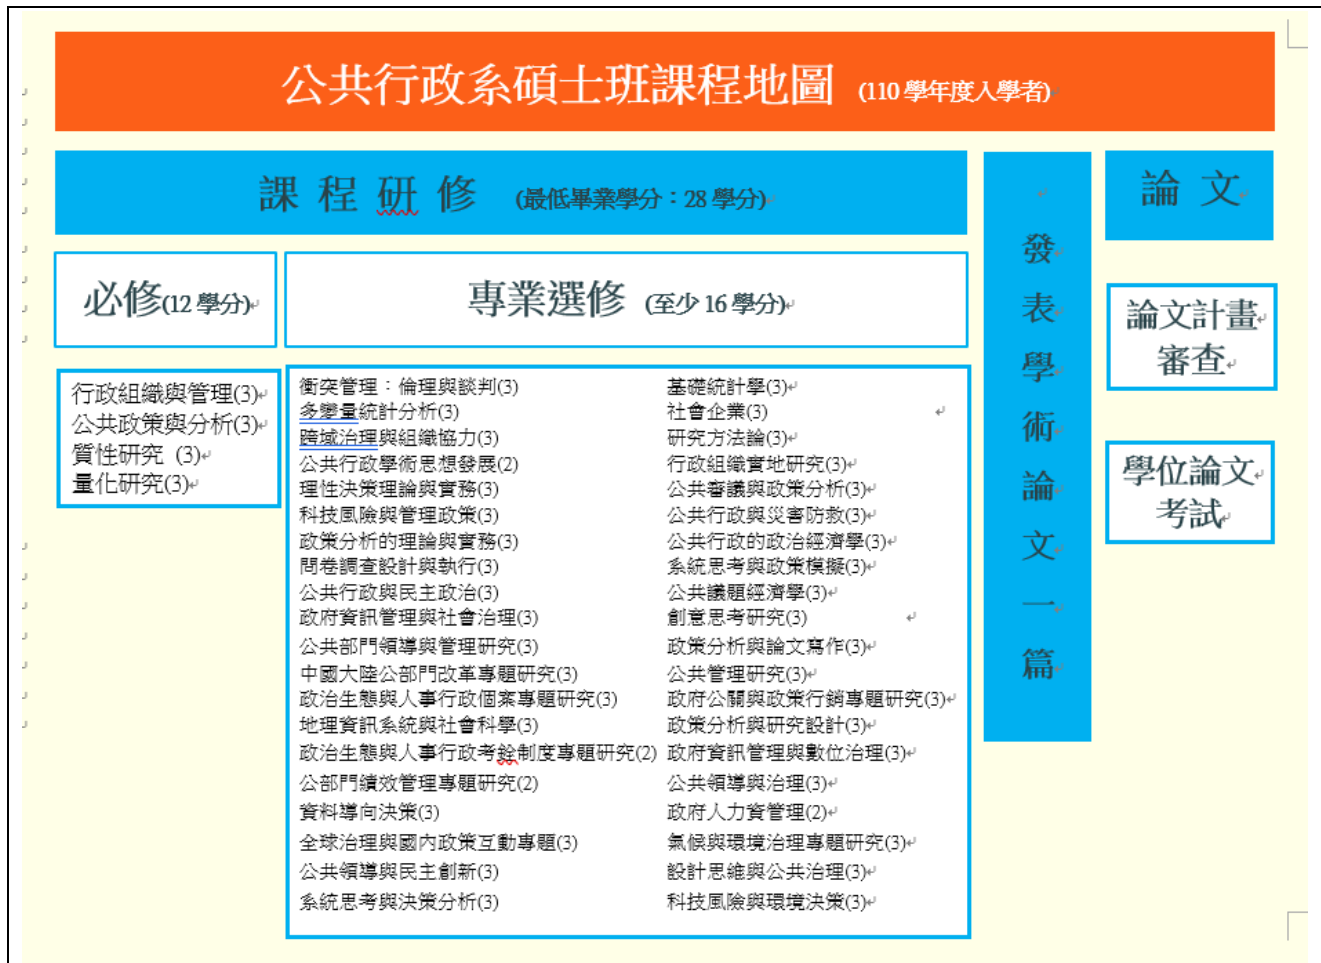 公共行政系碩士班課程地圖 (110 學年度入學者)
課 程 研 修 (最低畢業學分：28 學分)
必修(12 學分)
專業選修 (至少 16 學分)
行政組織與管理(3)
公共政策與分析(3)
質性研究 (3)
量化研究(3)
衝突管理：倫理與談判(3) 基礎統計學(3)
多變量統計分析(3) 社會企業(3)
跨域治理與組織協力(3) 研究方法論(3)
公共行政學術思想發展(2) 行政組織實地研究(3)
理性決策理論與實務(3) 公共審議與政策分析(3)
科技風險與管理政策(3) 公共行政與災害防救(3)
政策分析的理論與實務(3) 公共行政的政治經濟學(3)
問卷調查設計與執行(3) 系統思考與政策模擬(3)
公共行政與民主政治(3) 公共議題經濟學(3)
政府資訊管理與社會治理(3) 創意思考研究(3)
公共部門領導與管理研究(3) 政策分析與論文寫作(3)
中國大陸公部門改革專題研究(3) 公共管理研究(3)
政治生態與人事行政個案專題研究(3) 政府公關與政策行銷專題研究(3)
地理資訊系統與社會科學(3) 政策分析與研究設計(3)
政治生態與人事行政考銓制度專題研究(2) 政府資訊管理與數位治理(3)
公部門績效管理專題研究(2) 公共領導與治理(3)
資料導向決策(3) 政府人力資管理(2)
全球治理與國內政策互動專題(3) 氣候與環境治理專題研究(3)
公共領導與民主創新(3) 設計思維與公共治理(3)
系統思考與決策分析(3) 科技風險與環境決策(3)
發表學術論文一篇
論 文
論文計畫
審查
學位論文
考試